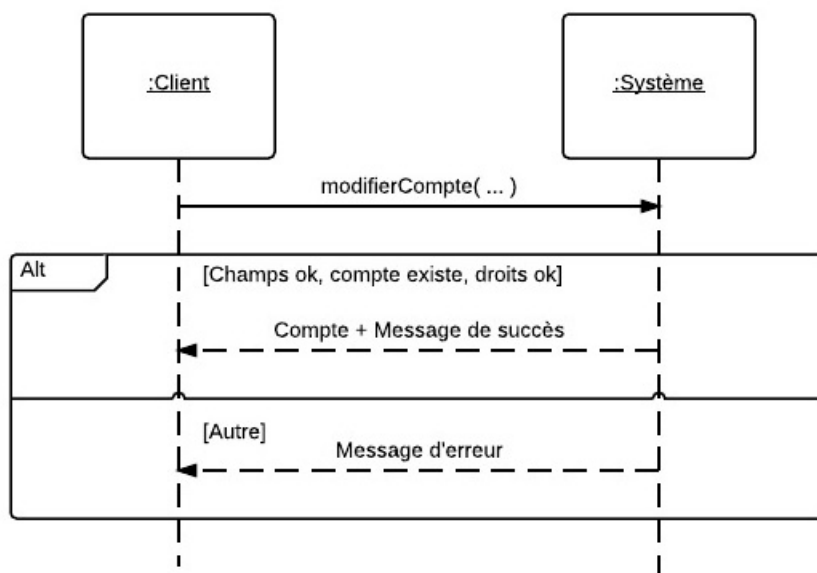 :Client
:Système
modifierCompte( ... )
Alt
[Champs ok, compte existe, droits ok]
Compte + Message de succès
[Autre]
Message d'erreur